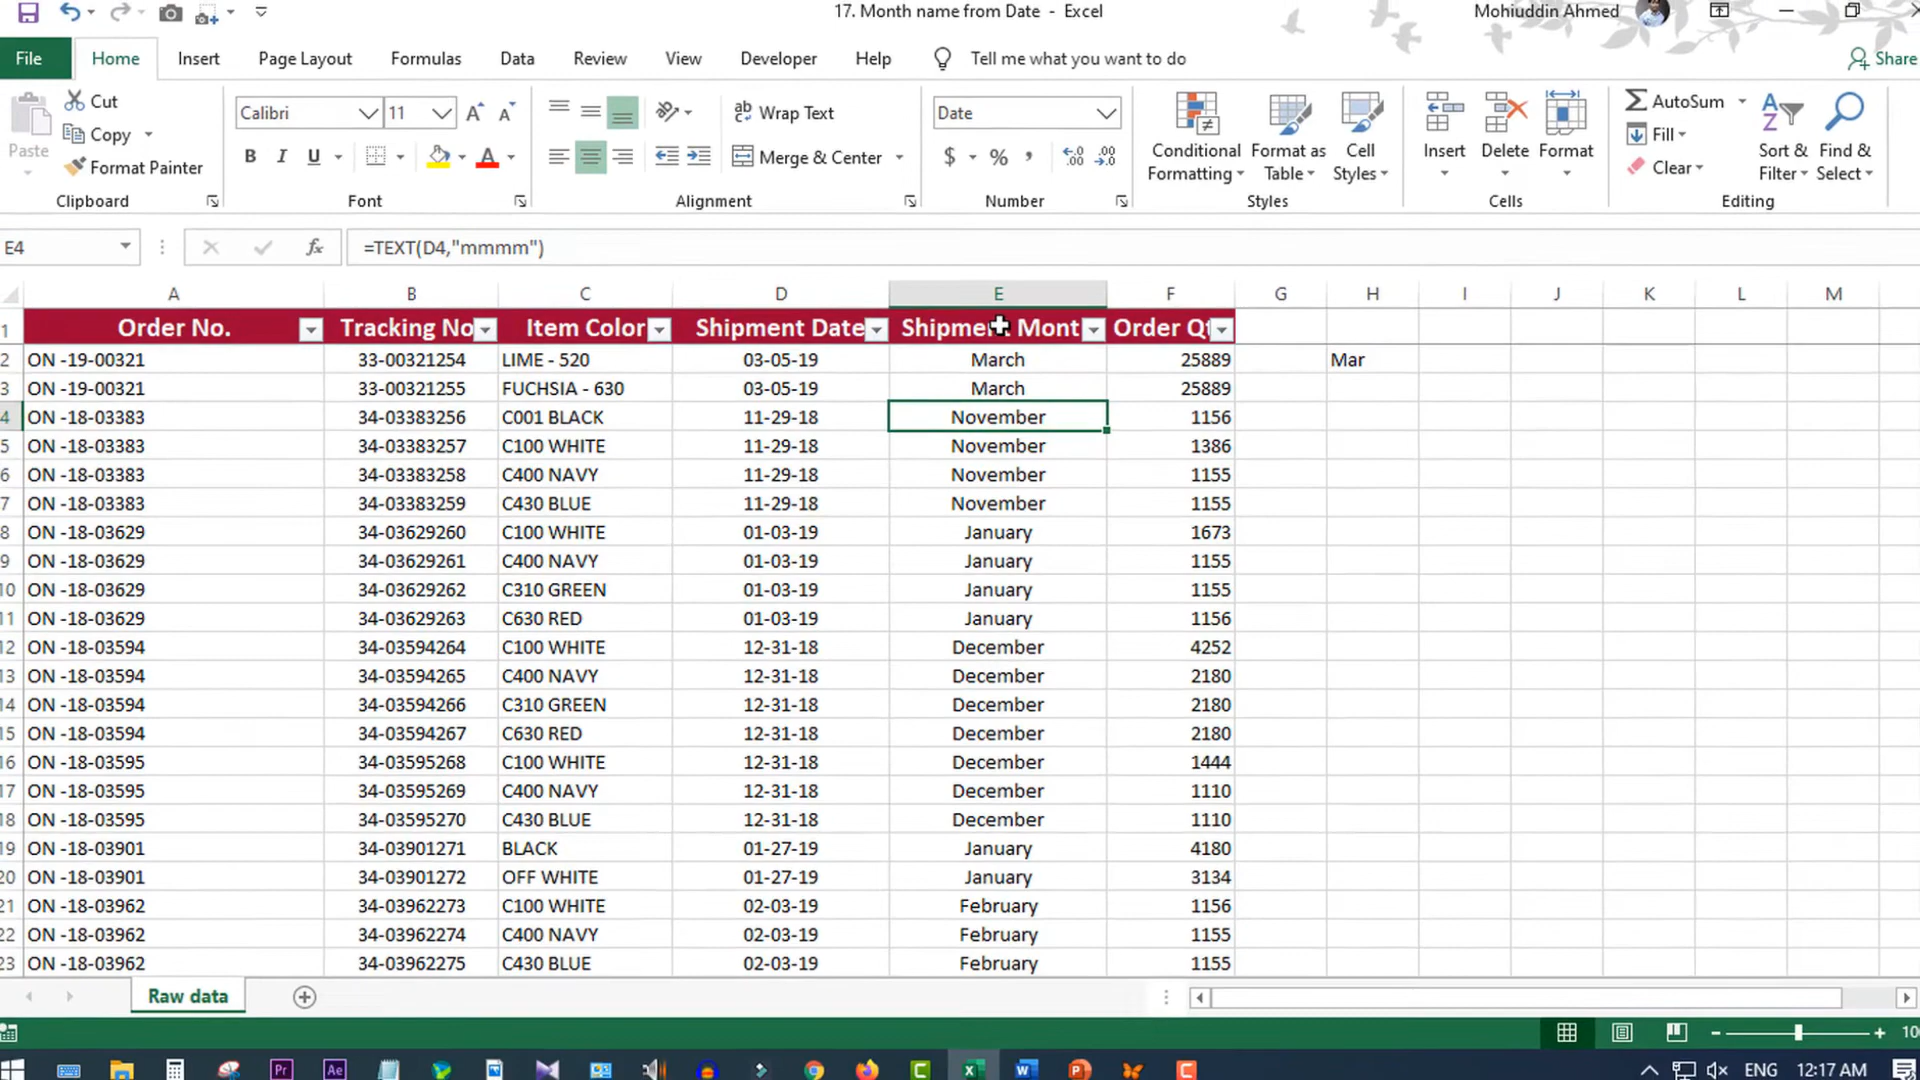 17. Month name from Date - Excel
Mohiuddin Ahmed
File Home Insert Page Layout Formulas Data Review View Developer Help Tell me what you want to do Share
Paste
Cut
Copy
Format Painter
Clipboard
Calibri 11
B I U
Font
Wrap Text
Merge & Center
Alignment
Date
$ % , .00
Number
Conditional Formatting
Format as Table
Cell Styles
Styles
Insert Delete Format
Cells
AutoSum
Fill
Clear
Sort & Filter
Find & Select
Editing
E4 fx =TEXT(D4,"mmmm")
A B C D E F G H I J K L M
1 Order No. Tracking No Item Color Shipment Date Shipment Mont Order Qt
2 ON -19-00321 33-00321254 LIME - 520 03-05-19 March 25889 Mar
3 ON -19-00321 33-00321255 FUCHSIA - 630 03-05-19 March 25889
4 ON -18-03383 34-03383256 C001 BLACK 11-29-18 November 1156
5 ON -18-03383 34-03383257 C100 WHITE 11-29-18 November 1386
6 ON -18-03383 34-03383258 C400 NAVY 11-29-18 November 1155
7 ON -18-03383 34-03383259 C430 BLUE 11-29-18 November 1155
8 ON -18-03629 34-03629260 C100 WHITE 01-03-19 January 1673
9 ON -18-03629 34-03629261 C400 NAVY 01-03-19 January 1155
10 ON -18-03629 34-03629262 C310 GREEN 01-03-19 January 1155
11 ON -18-03629 34-03629263 C630 RED 01-03-19 January 1156
12 ON -18-03594 34-03594264 C100 WHITE 12-31-18 December 4252
13 ON -18-03594 34-03594265 C400 NAVY 12-31-18 December 2180
14 ON -18-03594 34-03594266 C310 GREEN 12-31-18 December 2180
15 ON -18-03594 34-03594267 C630 RED 12-31-18 December 2180
16 ON -18-03595 34-03595268 C100 WHITE 12-31-18 December 1444
17 ON -18-03595 34-03595269 C400 NAVY 12-31-18 December 1110
18 ON -18-03595 34-03595270 C430 BLUE 12-31-18 December 1110
19 ON -18-03901 34-03901271 BLACK 01-27-19 January 4180
20 ON -18-03901 34-03901272 OFF WHITE 01-27-19 January 3134
21 ON -18-03962 34-03962273 C100 WHITE 02-03-19 February 1156
22 ON -18-03962 34-03962274 C400 NAVY 02-03-19 February 1155
23 ON -18-03962 34-03962275 C430 BLUE 02-03-19 February 1155
Raw data
10
Pr Ae ENG 12:17 AM